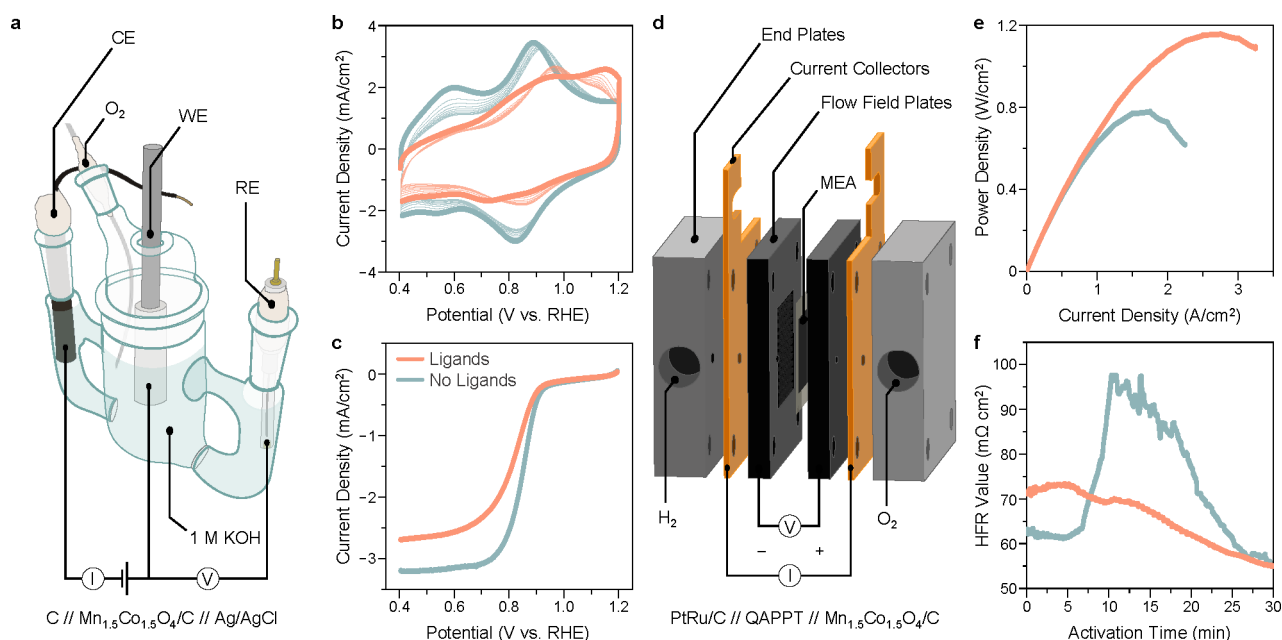 a
CE
O₂
WE
RE
1 M KOH
I
V
C // Mn₁.₅Co₁.₅O₄/C // Ag/AgCl
b
Current Density (mA/cm²)
4
2
0
−2
−4
0.4
0.6
0.8
1.0
1.2
Potential (V vs. RHE)
c
Ligands
No Ligands
Current Density (mA/cm²)
0
−1
−2
−3
0.4
0.6
0.8
1.0
1.2
Potential (V vs. RHE)
d
End Plates
Current Collectors
Flow Field Plates
MEA
H₂
O₂
V
−
+
I
PtRu/C // QAPPT // Mn₁.₅Co₁.₅O₄/C
e
Power Density (W/cm²)
1.2
0.8
0.4
0
0
1
2
3
Current Density (A/cm²)
f
HFR Value (mΩ cm²)
100
90
80
70
60
50
0
5
10
15
20
25
30
Activation Time (min)